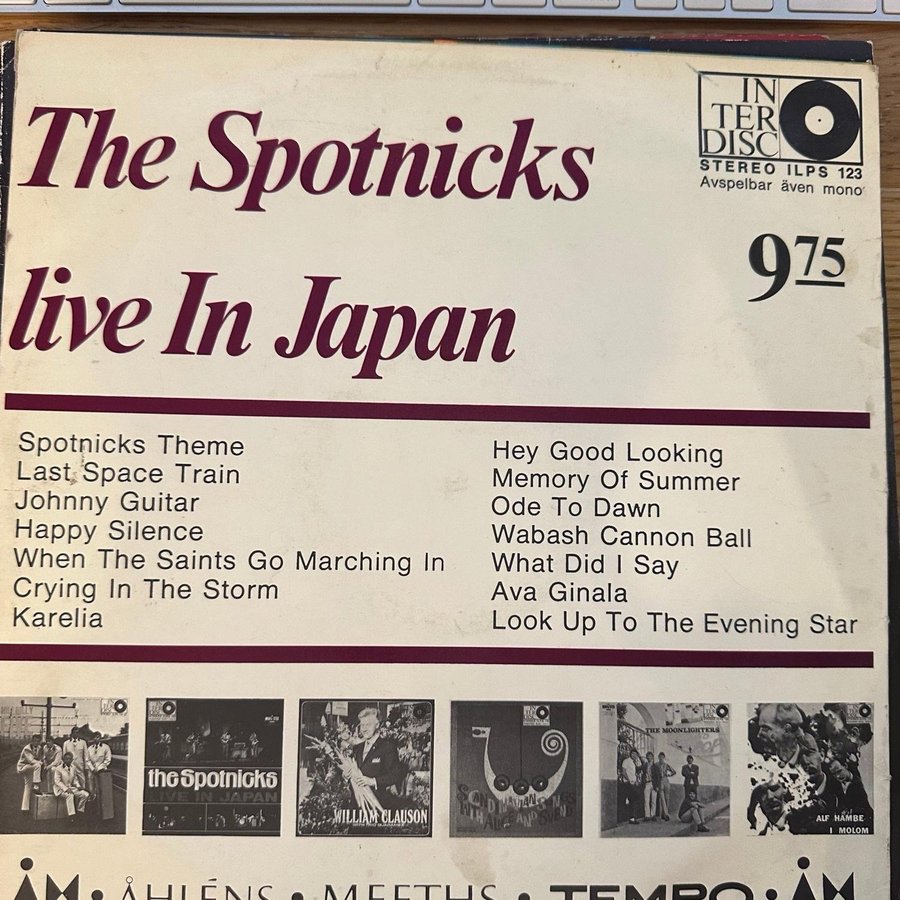 The Spotnicks
live In Japan
IN
TER
DISC
STEREO ILPS 123
Avspelbar även mono
9 75
Spotnicks Theme
Last Space Train
Johnny Guitar
Happy Silence
When The Saints Go Marching In
Crying In The Storm
Karelia
Hey Good Looking
Memory Of Summer
Ode To Dawn
Wabash Cannon Ball
What Did I Say
Ava Ginala
Look Up To The Evening Star
the Spotnicks
LIVE IN JAPAN
WILLIAM CLAUSON
THE MOONLIGHTERS
ALF HAMBE
I MOLOM
ÅM • ÅHLÉNS • MEETHS • TEMPO • ÅM